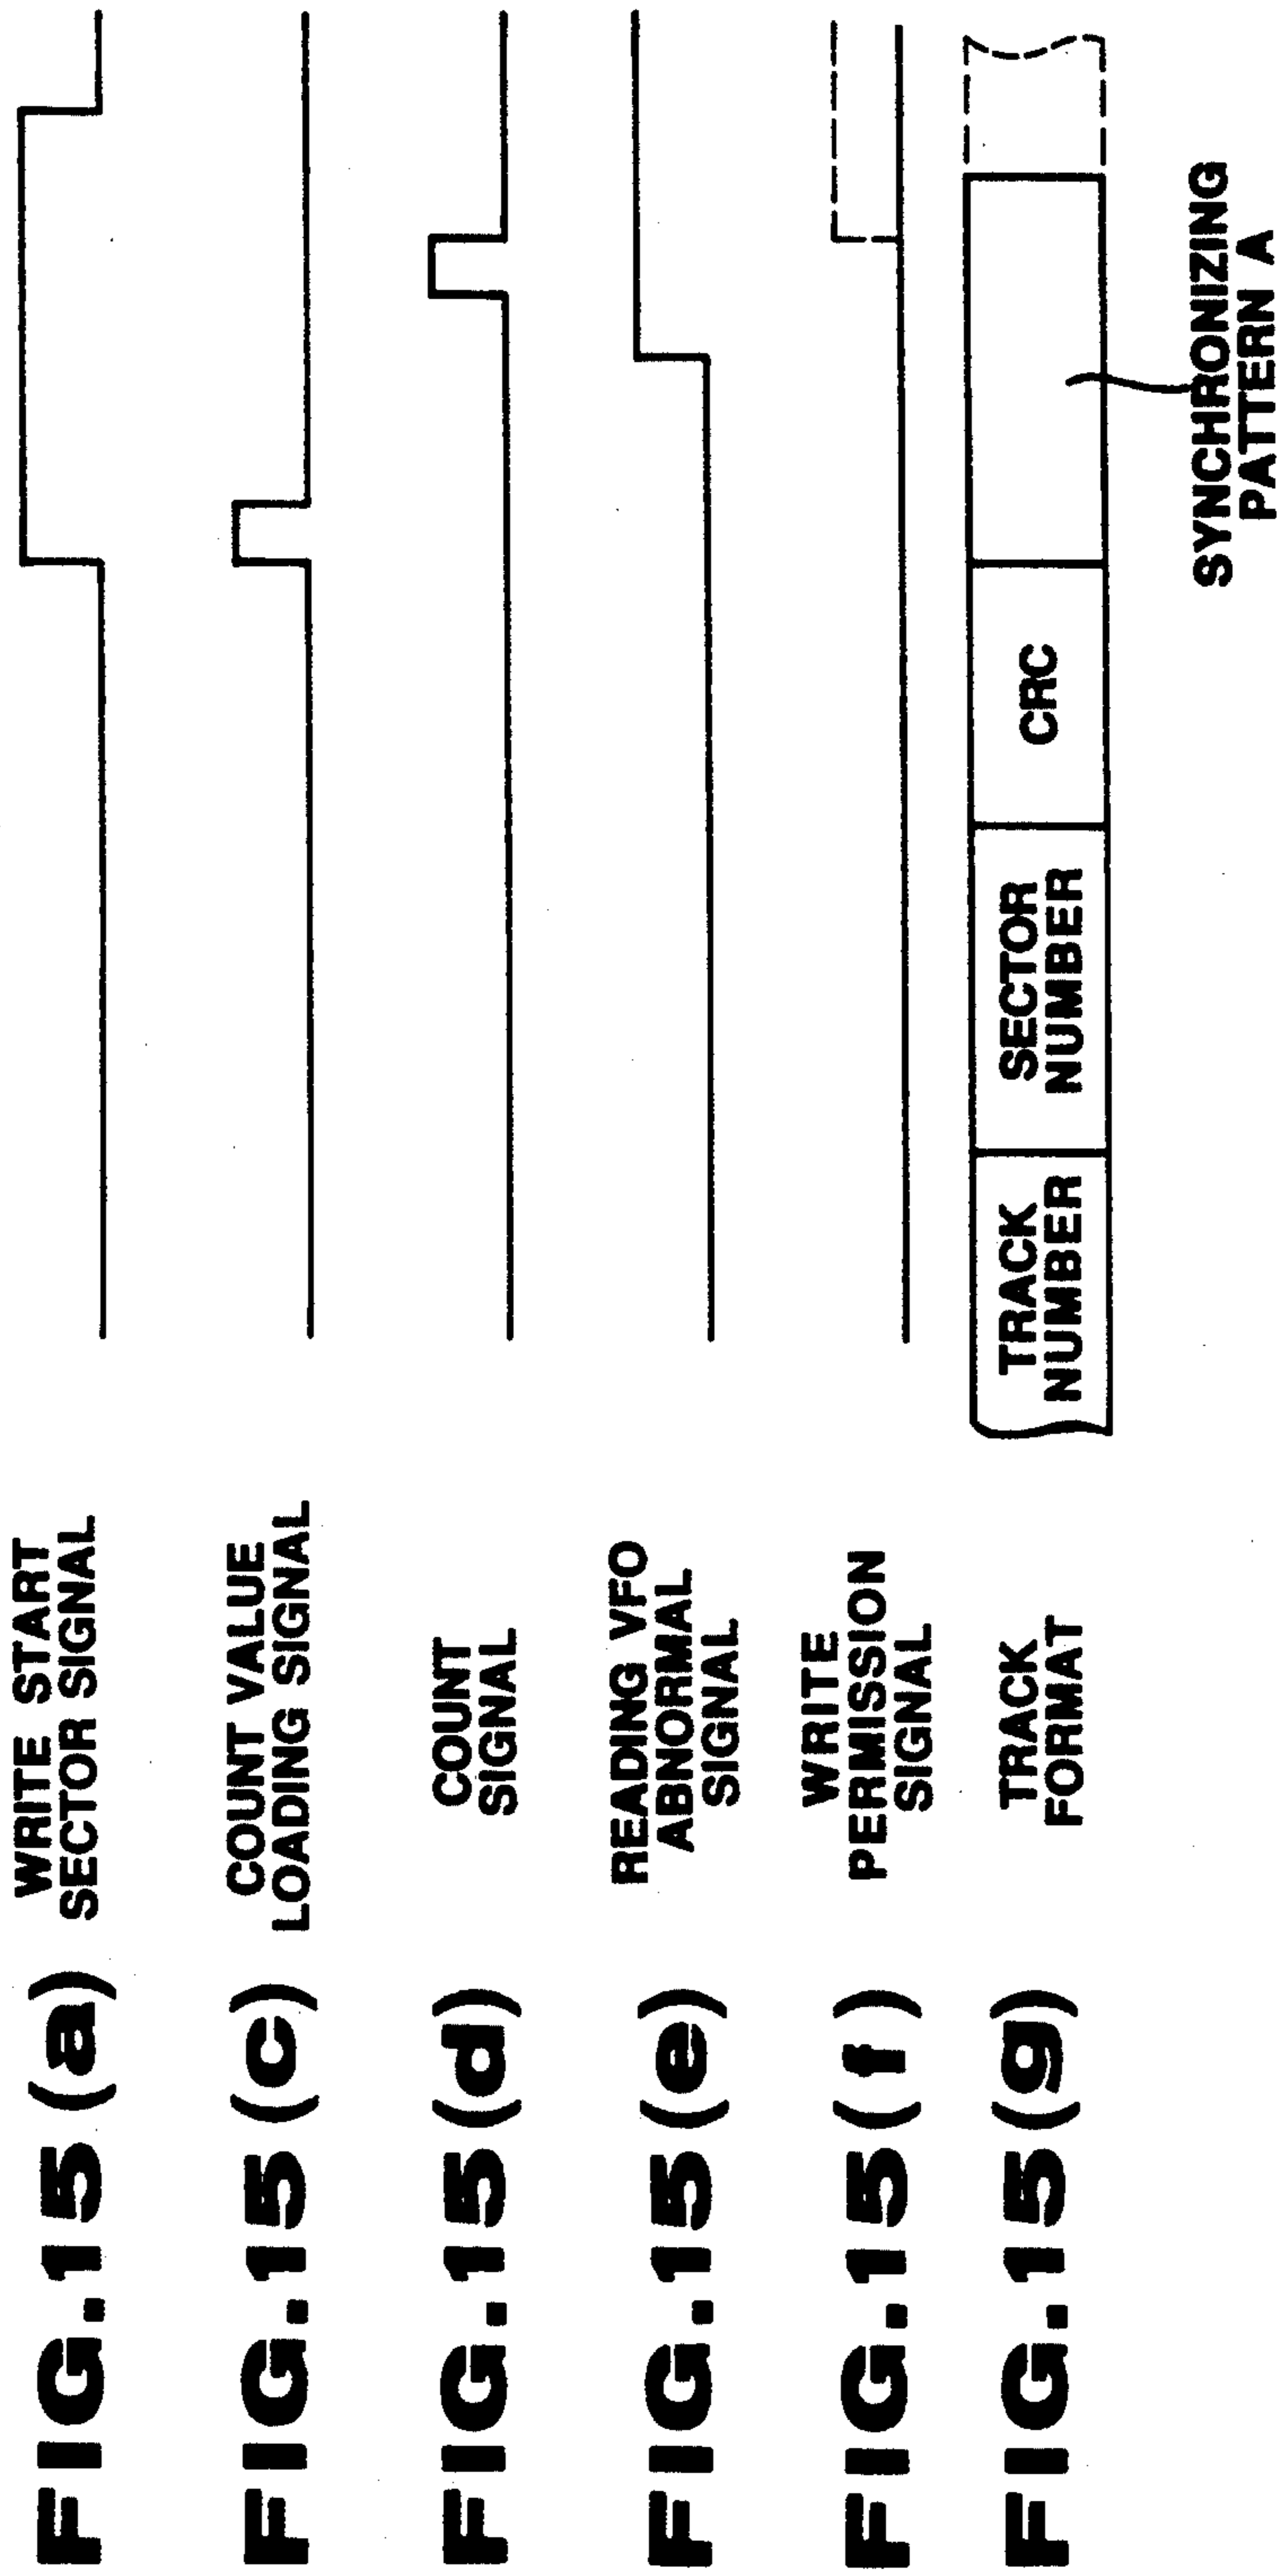 FIG.15 (a)
WRITE START
SECTOR SIGNAL
FIG.15(c)
COUNT VALUE
LOADING SIGNAL
FIG.15(d)
COUNT
SIGNAL
FIG.15(e)
READING VFO
ABNORMAL
SIGNAL
FIG.15(f)
WRITE
PERMISSION
SIGNAL
FIG.15(g)
TRACK
FORMAT
TRACK
NUMBER
SECTOR
NUMBER
CRC
SYNCHRONIZING
PATTERN A